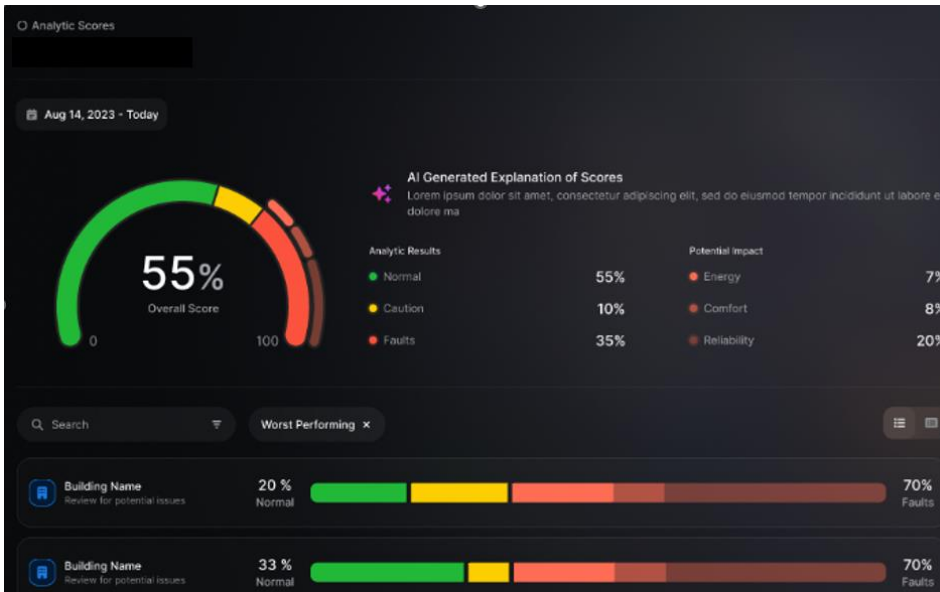 Analytic Scores
Aug 14, 2023 - Today
55%
Overall Score
0
100
AI Generated Explanation of Scores
Lorem ipsum dolor sit amet, consectetur adipiscing elit, sed do eiusmod tempor incididunt ut labore e
dolore ma
Analytic Results
Normal 55%
Caution 10%
Faults 35%
Potential Impact
Energy 7%
Comfort 8%
Reliability 20%
Search
Worst Performing ×
Building Name
Review for potential issues
20 %
Normal
70%
Faults
Building Name
Review for potential issues
33 %
Normal
70%
Faults